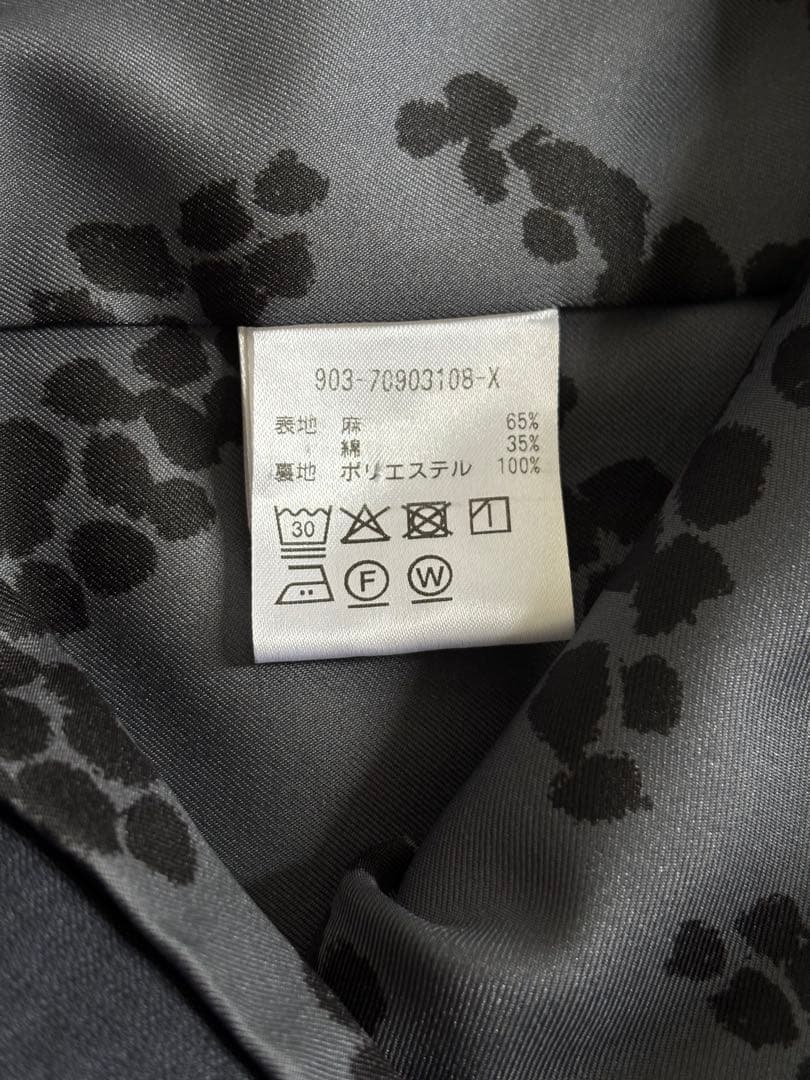 903-70903108-X
表地 麻 65%
綿 35%
裏地 ポリエステル 100%
30
F W